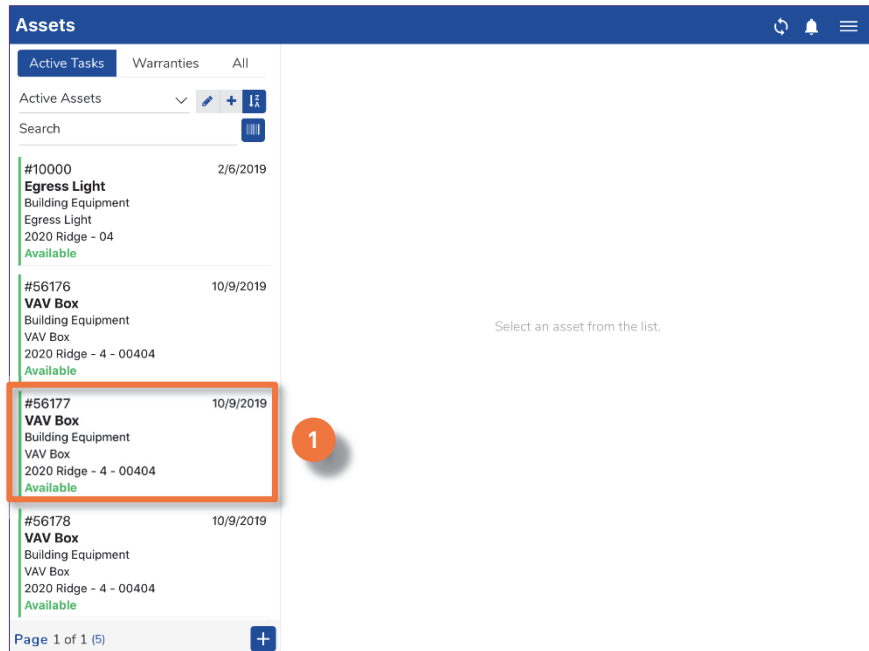 Assets
Active Tasks Warranties All
Active Assets
Search
#10000 2/6/2019
Egress Light
Building Equipment
Egress Light
2020 Ridge - 04
Available
#56176 10/9/2019
VAV Box
Building Equipment
VAV Box
2020 Ridge - 4 - 00404
Available
#56177 10/9/2019
VAV Box
Building Equipment
VAV Box
2020 Ridge - 4 - 00404
Available
#56178 10/9/2019
VAV Box
Building Equipment
VAV Box
2020 Ridge - 4 - 00404
Available
Page 1 of 1 (5)
Select an asset from the list.
1